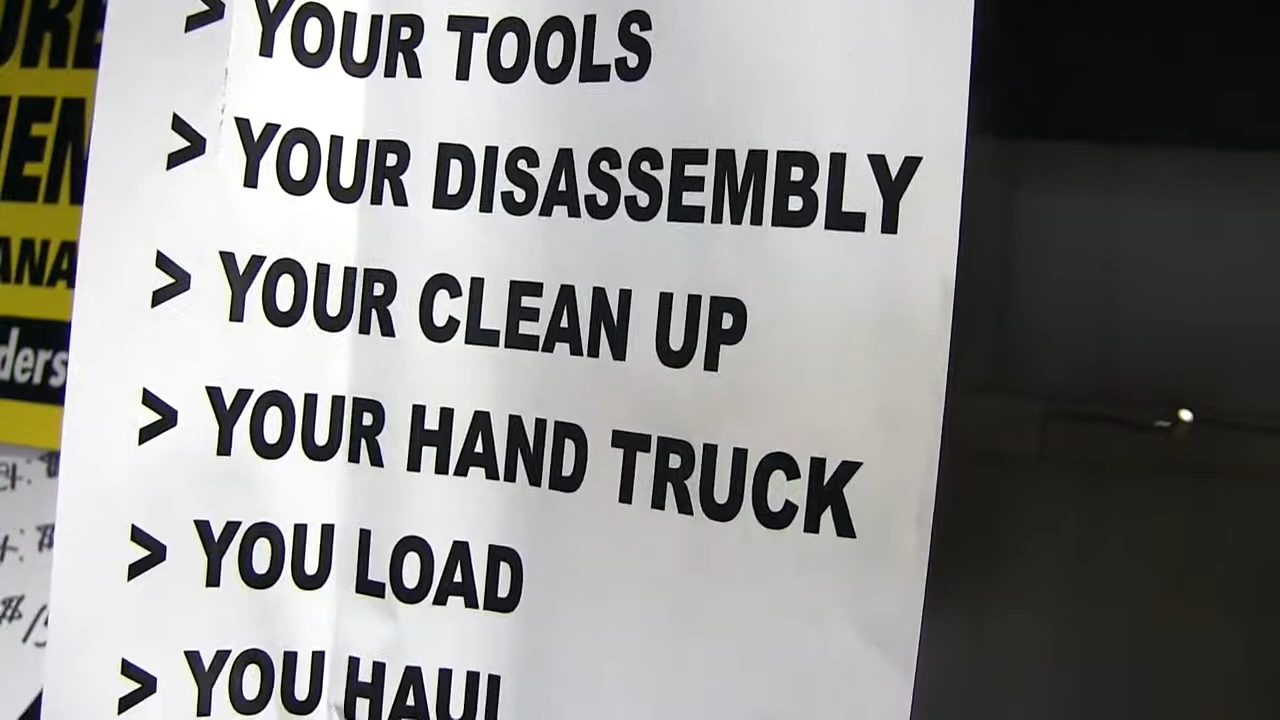 > YOUR TOOLS
> YOUR DISASSEMBLY
> YOUR CLEAN UP
> YOUR HAND TRUCK
> YOU LOAD
> YOU HAUL